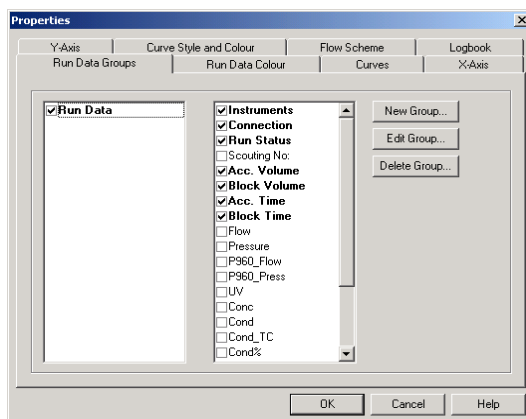 Properties
Y-Axis Curve Style and Colour Flow Scheme Logbook
Run Data Groups Run Data Colour Curves X-Axis
Run Data
Instruments
Connection
Run Status
Scouting No:
Acc. Volume
Block Volume
Acc. Time
Block Time
Flow
Pressure
P960_Flow
P960_Press
UV
Conc
Cond
Cond_TC
Cond%
New Group...
Edit Group...
Delete Group...
OK Cancel Help